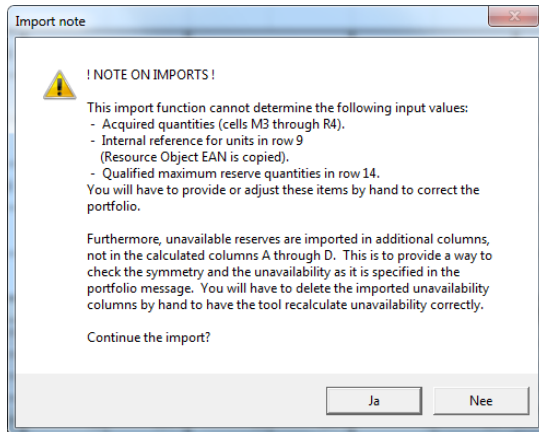 Import note
! NOTE ON IMPORTS !
This import function cannot determine the following input values:
- Acquired quantities (cells M3 through R4).
- Internal reference for units in row 9
(Resource Object EAN is copied).
- Qualified maximum reserve quantities in row 14.
You will have to provide or adjust these items by hand to correct the
portfolio.
Furthermore, unavailable reserves are imported in additional columns,
not in the calculated columns A through D. This is to provide a way to
check the symmetry and the unavailability as it is specified in the
portfolio message. You will have to delete the imported unavailability
columns by hand to have the tool recalculate unavailability correctly.
Continue the import?
Ja
Nee